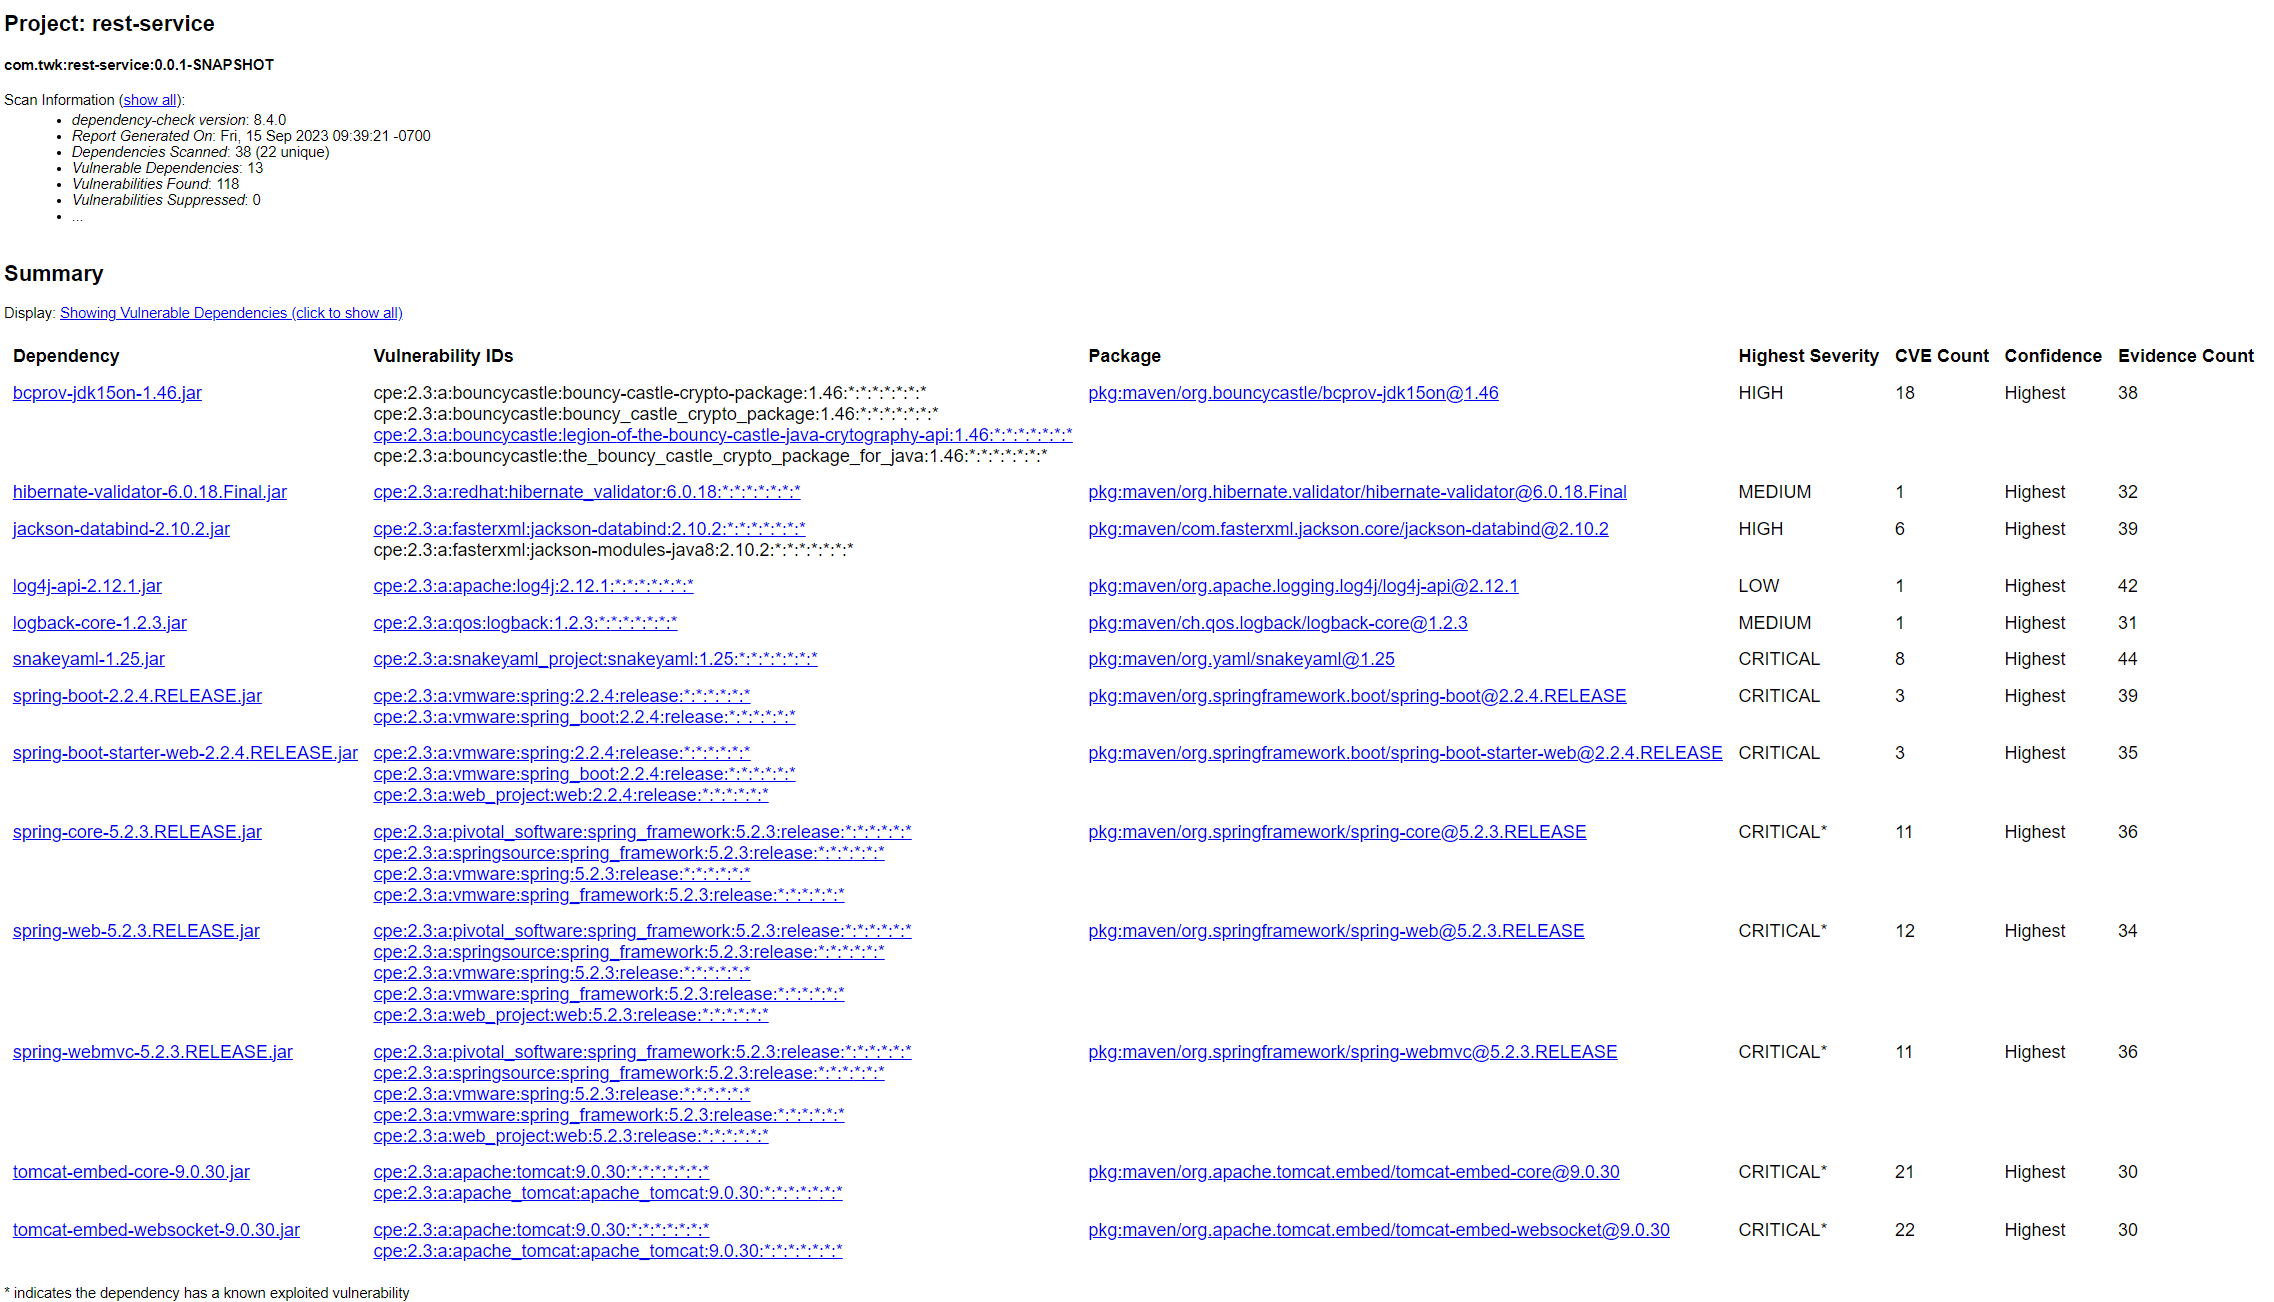 Project: rest-service
com.twk:rest-service:0.0.1-SNAPSHOT
Scan Information (show all):
• dependency-check version: 8.4.0
• Report Generated On: Fri, 15 Sep 2023 09:39:21 -0700
• Dependencies Scanned: 38 (22 unique)
• Vulnerable Dependencies: 13
• Vulnerabilities Found: 118
• Vulnerabilities Suppressed: 0
• ...
Summary
Display: Showing Vulnerable Dependencies (click to show all)
Dependency Vulnerability IDs Package Highest Severity CVE Count Confidence Evidence Count
bcprov-jdk15on-1.46.jar cpe:2.3:a:bouncycastle:bouncy-castle-crypto-package:1.46:*:*:*:*:*:*:* pkg:maven/org.bouncycastle/bcprov-jdk15on@1.46 HIGH 18 Highest 38
cpe:2.3:a:bouncycastle:bouncy_castle_crypto_package:1.46:*:*:*:*:*:*:*
cpe:2.3:a:bouncycastle:legion-of-the-bouncy-castle-java-crytography-api:1.46:*:*:*:*:*:*:*
cpe:2.3:a:bouncycastle:the_bouncy_castle_crypto_package_for_java:1.46:*:*:*:*:*:*:*
hibernate-validator-6.0.18.Final.jar cpe:2.3:a:redhat:hibernate_validator:6.0.18:*:*:*:*:*:*:* pkg:maven/org.hibernate.validator/hibernate-validator@6.0.18.Final MEDIUM 1 Highest 32
jackson-databind-2.10.2.jar cpe:2.3:a:fasterxml:jackson-databind:2.10.2:*:*:*:*:*:*:* pkg:maven/com.fasterxml.jackson.core/jackson-databind@2.10.2 HIGH 6 Highest 39
cpe:2.3:a:fasterxml:jackson-modules-java8:2.10.2:*:*:*:*:*:*:*
log4j-api-2.12.1.jar cpe:2.3:a:apache:log4j:2.12.1:*:*:*:*:*:*:* pkg:maven/org.apache.logging.log4j/log4j-api@2.12.1 LOW 1 Highest 42
logback-core-1.2.3.jar cpe:2.3:a:qos:logback:1.2.3:*:*:*:*:*:*:* pkg:maven/ch.qos.logback/logback-core@1.2.3 MEDIUM 1 Highest 31
snakeyaml-1.25.jar cpe:2.3:a:snakeyaml_project:snakeyaml:1.25:*:*:*:*:*:*:* pkg:maven/org.yaml/snakeyaml@1.25 CRITICAL 8 Highest 44
spring-boot-2.2.4.RELEASE.jar cpe:2.3:a:vmware:spring:2.2.4:release:*:*:*:*:*:* pkg:maven/org.springframework.boot/spring-boot@2.2.4.RELEASE CRITICAL 3 Highest 39
cpe:2.3:a:vmware:spring_boot:2.2.4:release:*:*:*:*:*:*
spring-boot-starter-web-2.2.4.RELEASE.jar cpe:2.3:a:vmware:spring:2.2.4:release:*:*:*:*:*:* pkg:maven/org.springframework.boot/spring-boot-starter-web@2.2.4.RELEASE CRITICAL 3 Highest 35
cpe:2.3:a:vmware:spring_boot:2.2.4:release:*:*:*:*:*:*
cpe:2.3:a:web_project:web:2.2.4:release:*:*:*:*:*:*
spring-core-5.2.3.RELEASE.jar cpe:2.3:a:pivotal_software:spring_framework:5.2.3:release:*:*:*:*:*:* pkg:maven/org.springframework/spring-core@5.2.3.RELEASE CRITICAL* 11 Highest 36
cpe:2.3:a:springsource:spring_framework:5.2.3:release:*:*:*:*:*:*
cpe:2.3:a:vmware:spring:5.2.3:release:*:*:*:*:*:*
cpe:2.3:a:vmware:spring_framework:5.2.3:release:*:*:*:*:*:*
spring-web-5.2.3.RELEASE.jar cpe:2.3:a:pivotal_software:spring_framework:5.2.3:release:*:*:*:*:*:* pkg:maven/org.springframework/spring-web@5.2.3.RELEASE CRITICAL* 12 Highest 34
cpe:2.3:a:springsource:spring_framework:5.2.3:release:*:*:*:*:*:*
cpe:2.3:a:vmware:spring:5.2.3:release:*:*:*:*:*:*
cpe:2.3:a:vmware:spring_framework:5.2.3:release:*:*:*:*:*:*
cpe:2.3:a:web_project:web:5.2.3:release:*:*:*:*:*:*
spring-webmvc-5.2.3.RELEASE.jar cpe:2.3:a:pivotal_software:spring_framework:5.2.3:release:*:*:*:*:*:* pkg:maven/org.springframework/spring-webmvc@5.2.3.RELEASE CRITICAL* 11 Highest 36
cpe:2.3:a:springsource:spring_framework:5.2.3:release:*:*:*:*:*:*
cpe:2.3:a:vmware:spring:5.2.3:release:*:*:*:*:*:*
cpe:2.3:a:vmware:spring_framework:5.2.3:release:*:*:*:*:*:*
cpe:2.3:a:web_project:web:5.2.3:release:*:*:*:*:*:*
tomcat-embed-core-9.0.30.jar cpe:2.3:a:apache:tomcat:9.0.30:*:*:*:*:*:*:* pkg:maven/org.apache.tomcat.embed/tomcat-embed-core@9.0.30 CRITICAL* 21 Highest 30
cpe:2.3:a:apache_tomcat:apache_tomcat:9.0.30:*:*:*:*:*:*:*
tomcat-embed-websocket-9.0.30.jar cpe:2.3:a:apache:tomcat:9.0.30:*:*:*:*:*:*:* pkg:maven/org.apache.tomcat.embed/tomcat-embed-websocket@9.0.30 CRITICAL* 22 Highest 30
cpe:2.3:a:apache_tomcat:apache_tomcat:9.0.30:*:*:*:*:*:*:*
* indicates the dependency has a known exploited vulnerability